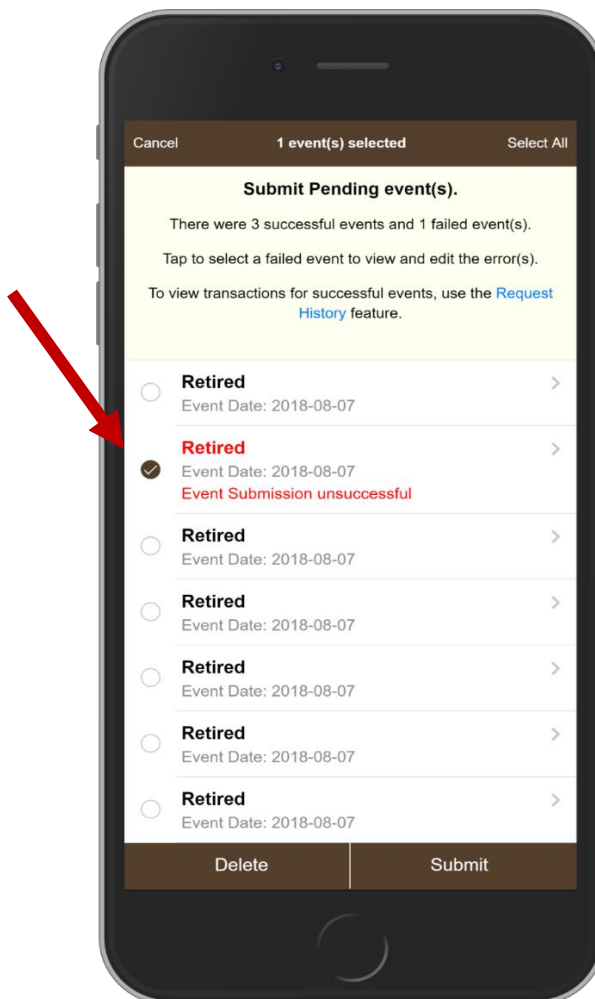 Cancel 1 event(s) selected Select All
Submit Pending event(s).
There were 3 successful events and 1 failed event(s).
Tap to select a failed event to view and edit the error(s).
To view transactions for successful events, use the Request
History feature.
Retired
Event Date: 2018-08-07
Retired
Event Date: 2018-08-07
Event Submission unsuccessful
Retired
Event Date: 2018-08-07
Retired
Event Date: 2018-08-07
Retired
Event Date: 2018-08-07
Retired
Event Date: 2018-08-07
Retired
Event Date: 2018-08-07
Delete Submit